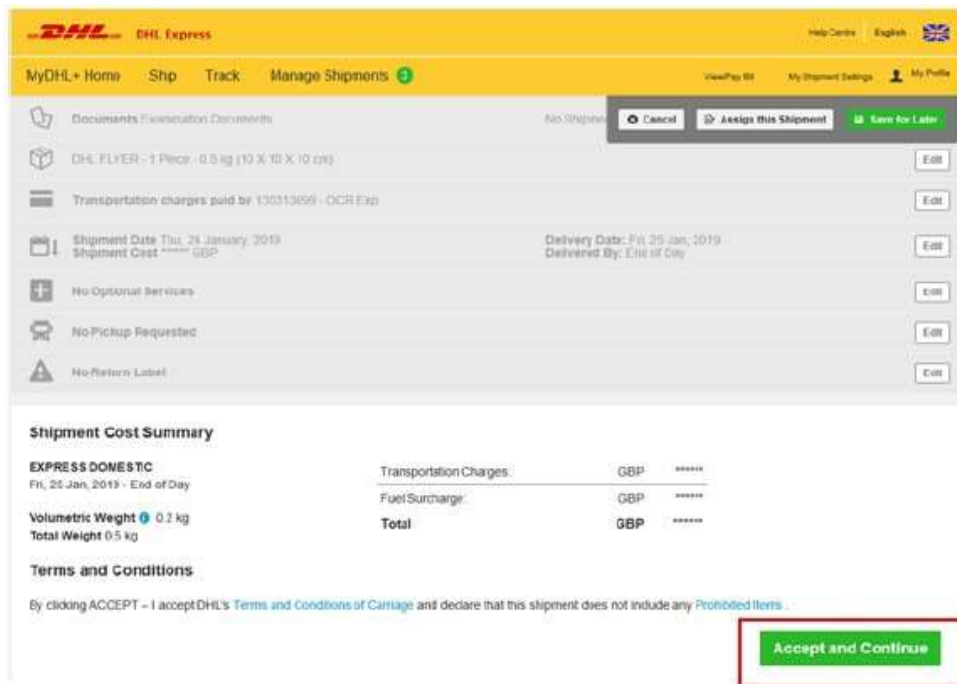 DHL DHL Express
Help Centre English
MyDHL+ Home Ship Track Manage Shipments 3 View/Pay Bill My Shipment Settings My Profile
Documents Examination Documents No Shipme Cancel Assign this Shipment Save for Later
DHL FLYER - 1 Piece - 0.5 kg (10 X 10 X 10 cm) Edit
Transportation charges paid by - OCR Exp Edit
Shipment Date Thu, 24 January, 2019 Delivery Date: Fri, 25 Jan, 2019
Shipment Cost ****** GBP Delivered By: End of Day Edit
No Optional Services Edit
No Pickup Requested Edit
No Return Label Edit
Shipment Cost Summary
EXPRESS DOMESTIC
Fri, 25 Jan, 2019 - End of Day
Transportation Charges: GBP ******
Fuel Surcharge: GBP ******
Volumetric Weight 0.2 kg
Total GBP ******
Total Weight 0.5 kg
Terms and Conditions
By clicking ACCEPT – I accept DHL's Terms and Conditions of Carriage and declare that this shipment does not include any Prohibited Items .
Accept and Continue